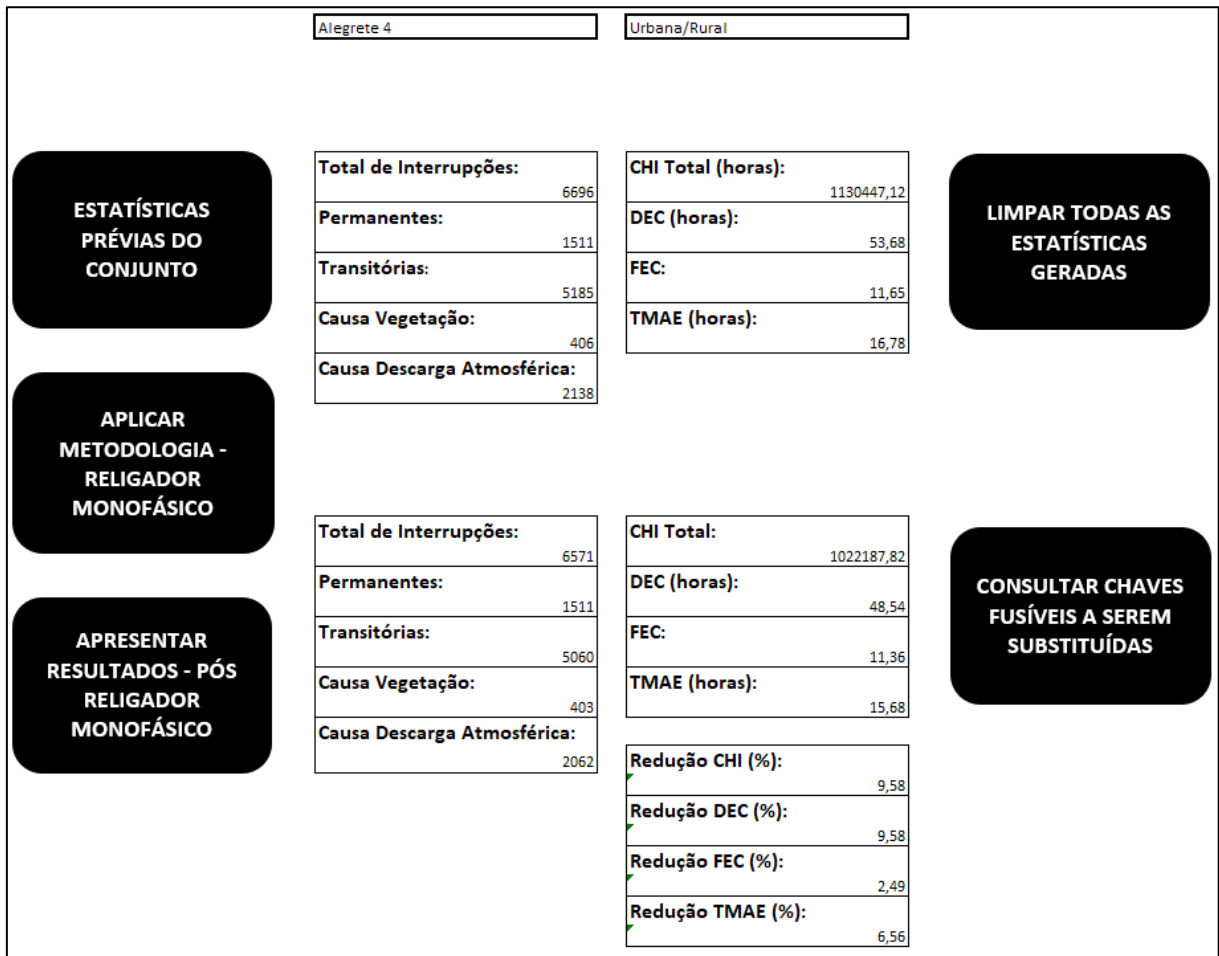 Alegrete 4
Urbana/Rural
ESTATÍSTICAS
PRÉVIAS DO
CONJUNTO
Total de Interrupções:
6696
Permanentes:
1511
Transitórias:
5185
Causa Vegetação:
406
Causa Descarga Atmosférica:
2138
CHI Total (horas):
1130447,12
DEC (horas):
53,68
FEC:
11,65
TMAE (horas):
16,78
LIMPAR TODAS AS
ESTATÍSTICAS
GERADAS
APLICAR
METODOLOGIA -
RELIGADOR
MONOFÁSICO
APRESENTAR
RESULTADOS - PÓS
RELIGADOR
MONOFÁSICO
Total de Interrupções:
6571
Permanentes:
1511
Transitórias:
5060
Causa Vegetação:
403
Causa Descarga Atmosférica:
2062
CHI Total:
1022187,82
DEC (horas):
48,54
FEC:
11,36
TMAE (horas):
15,68
Redução CHI (%):
9,58
Redução DEC (%):
9,58
Redução FEC (%):
2,49
Redução TMAE (%):
6,56
CONSULTAR CHAVES
FUSÍVEIS A SEREM
SUBSTITUÍDAS